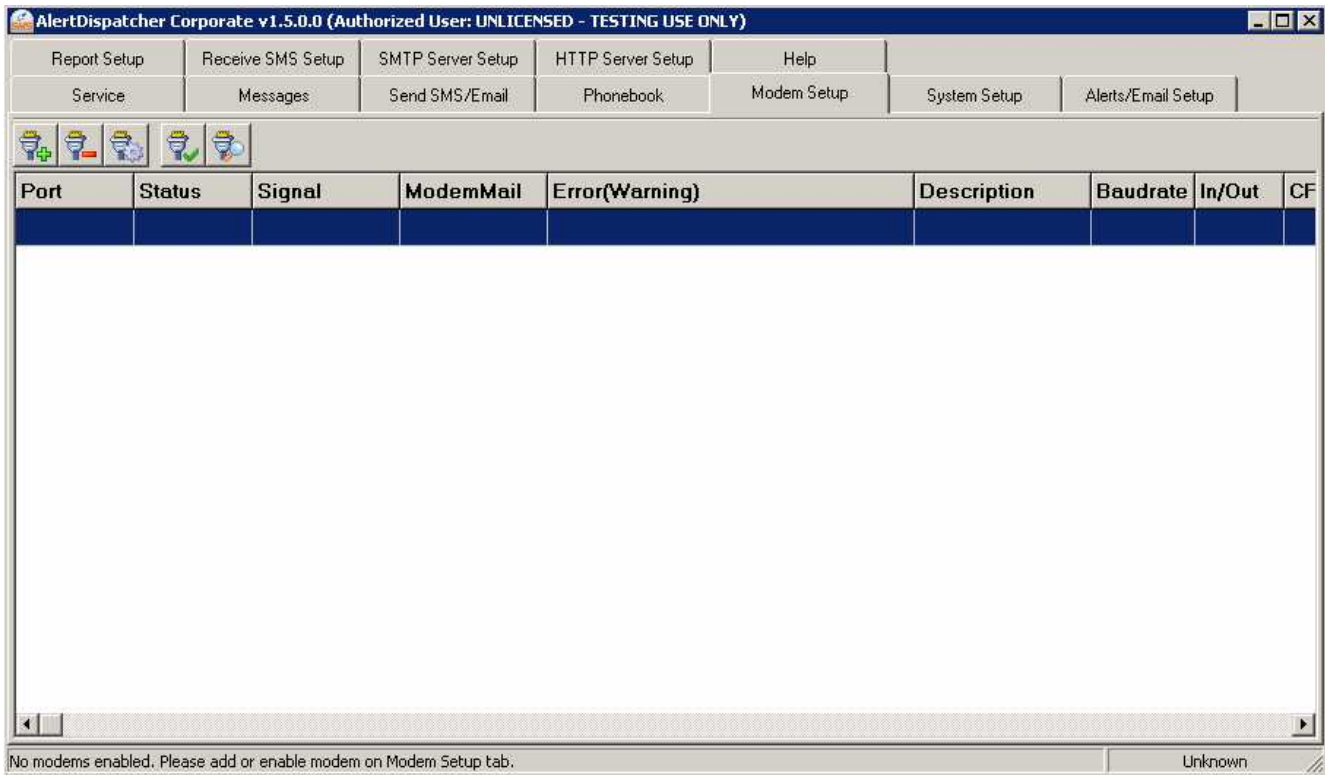 AlertDispatcher Corporate v1.5.0.0 (Authorized User: UNLICENSED - TESTING USE ONLY)
Report Setup Receive SMS Setup SMTP Server Setup HTTP Server Setup Help
Service Messages Send SMS/Email Phonebook Modem Setup System Setup Alerts/Email Setup
Port Status Signal ModemMail Error(Warning) Description Baudrate In/Out CF
No modems enabled. Please add or enable modem on Modem Setup tab. Unknown